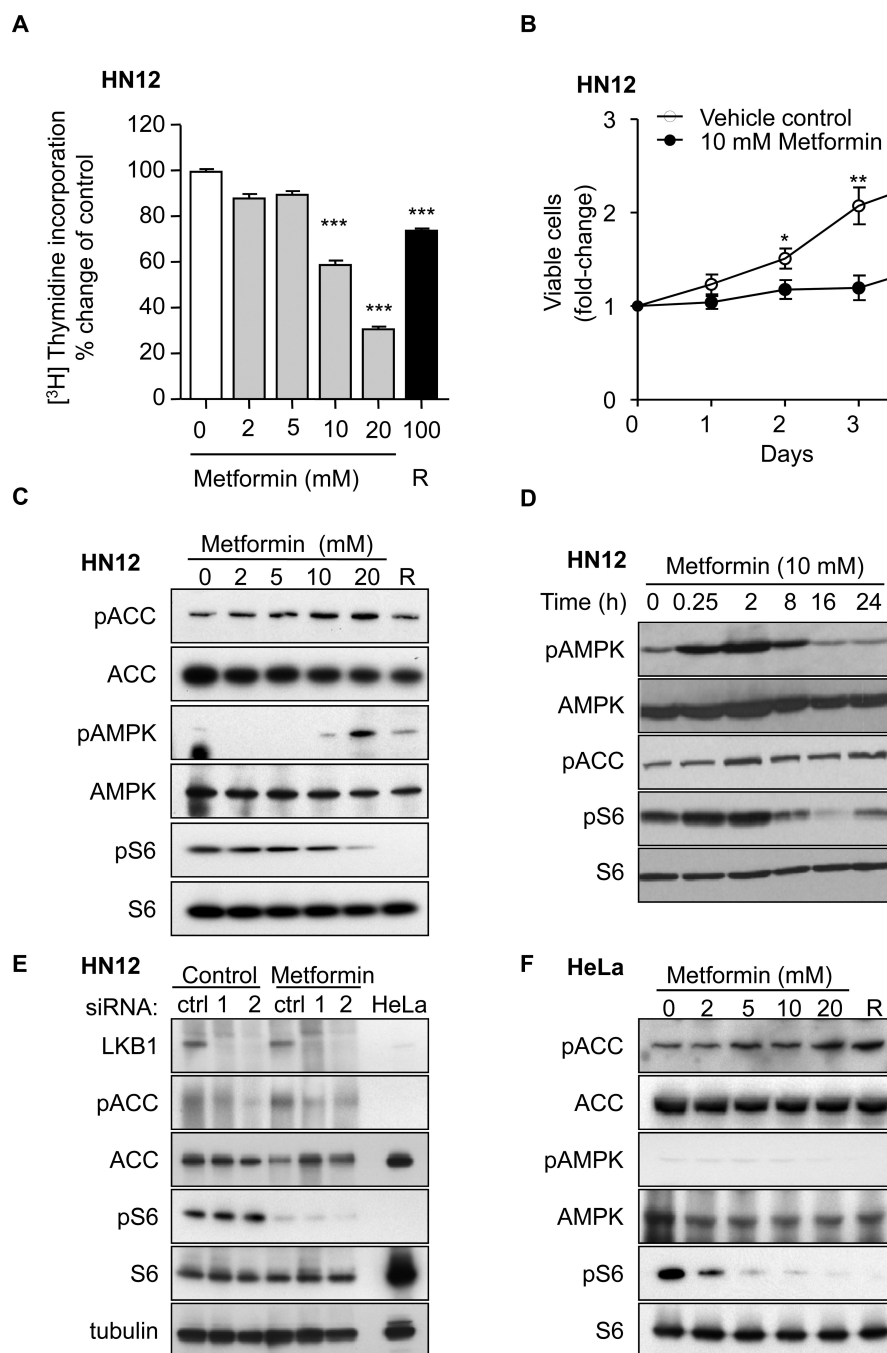 A
HN12
[³H] Thymidine incorporation
% change of control
120
100
80
60
40
20
0
***
***
***
0 2 5 10 20 100
Metformin (mM) R
B
HN12
Vehicle control
10 mM Metformin
Viable cells
(fold-change)
3
2
1
0
*
**
0 1 2 3
Days
C
HN12
Metformin (mM)
0 2 5 10 20 R
pACC
ACC
pAMPK
AMPK
pS6
S6
D
HN12
Metformin (10 mM)
Time (h) 0 0.25 2 8 16 24
pAMPK
AMPK
pACC
pS6
S6
E
HN12
Control Metformin
siRNA: ctrl 1 2 ctrl 1 2 HeLa
LKB1
pACC
ACC
pS6
S6
tubulin
F
HeLa
Metformin (mM)
0 2 5 10 20 R
pACC
ACC
pAMPK
AMPK
pS6
S6